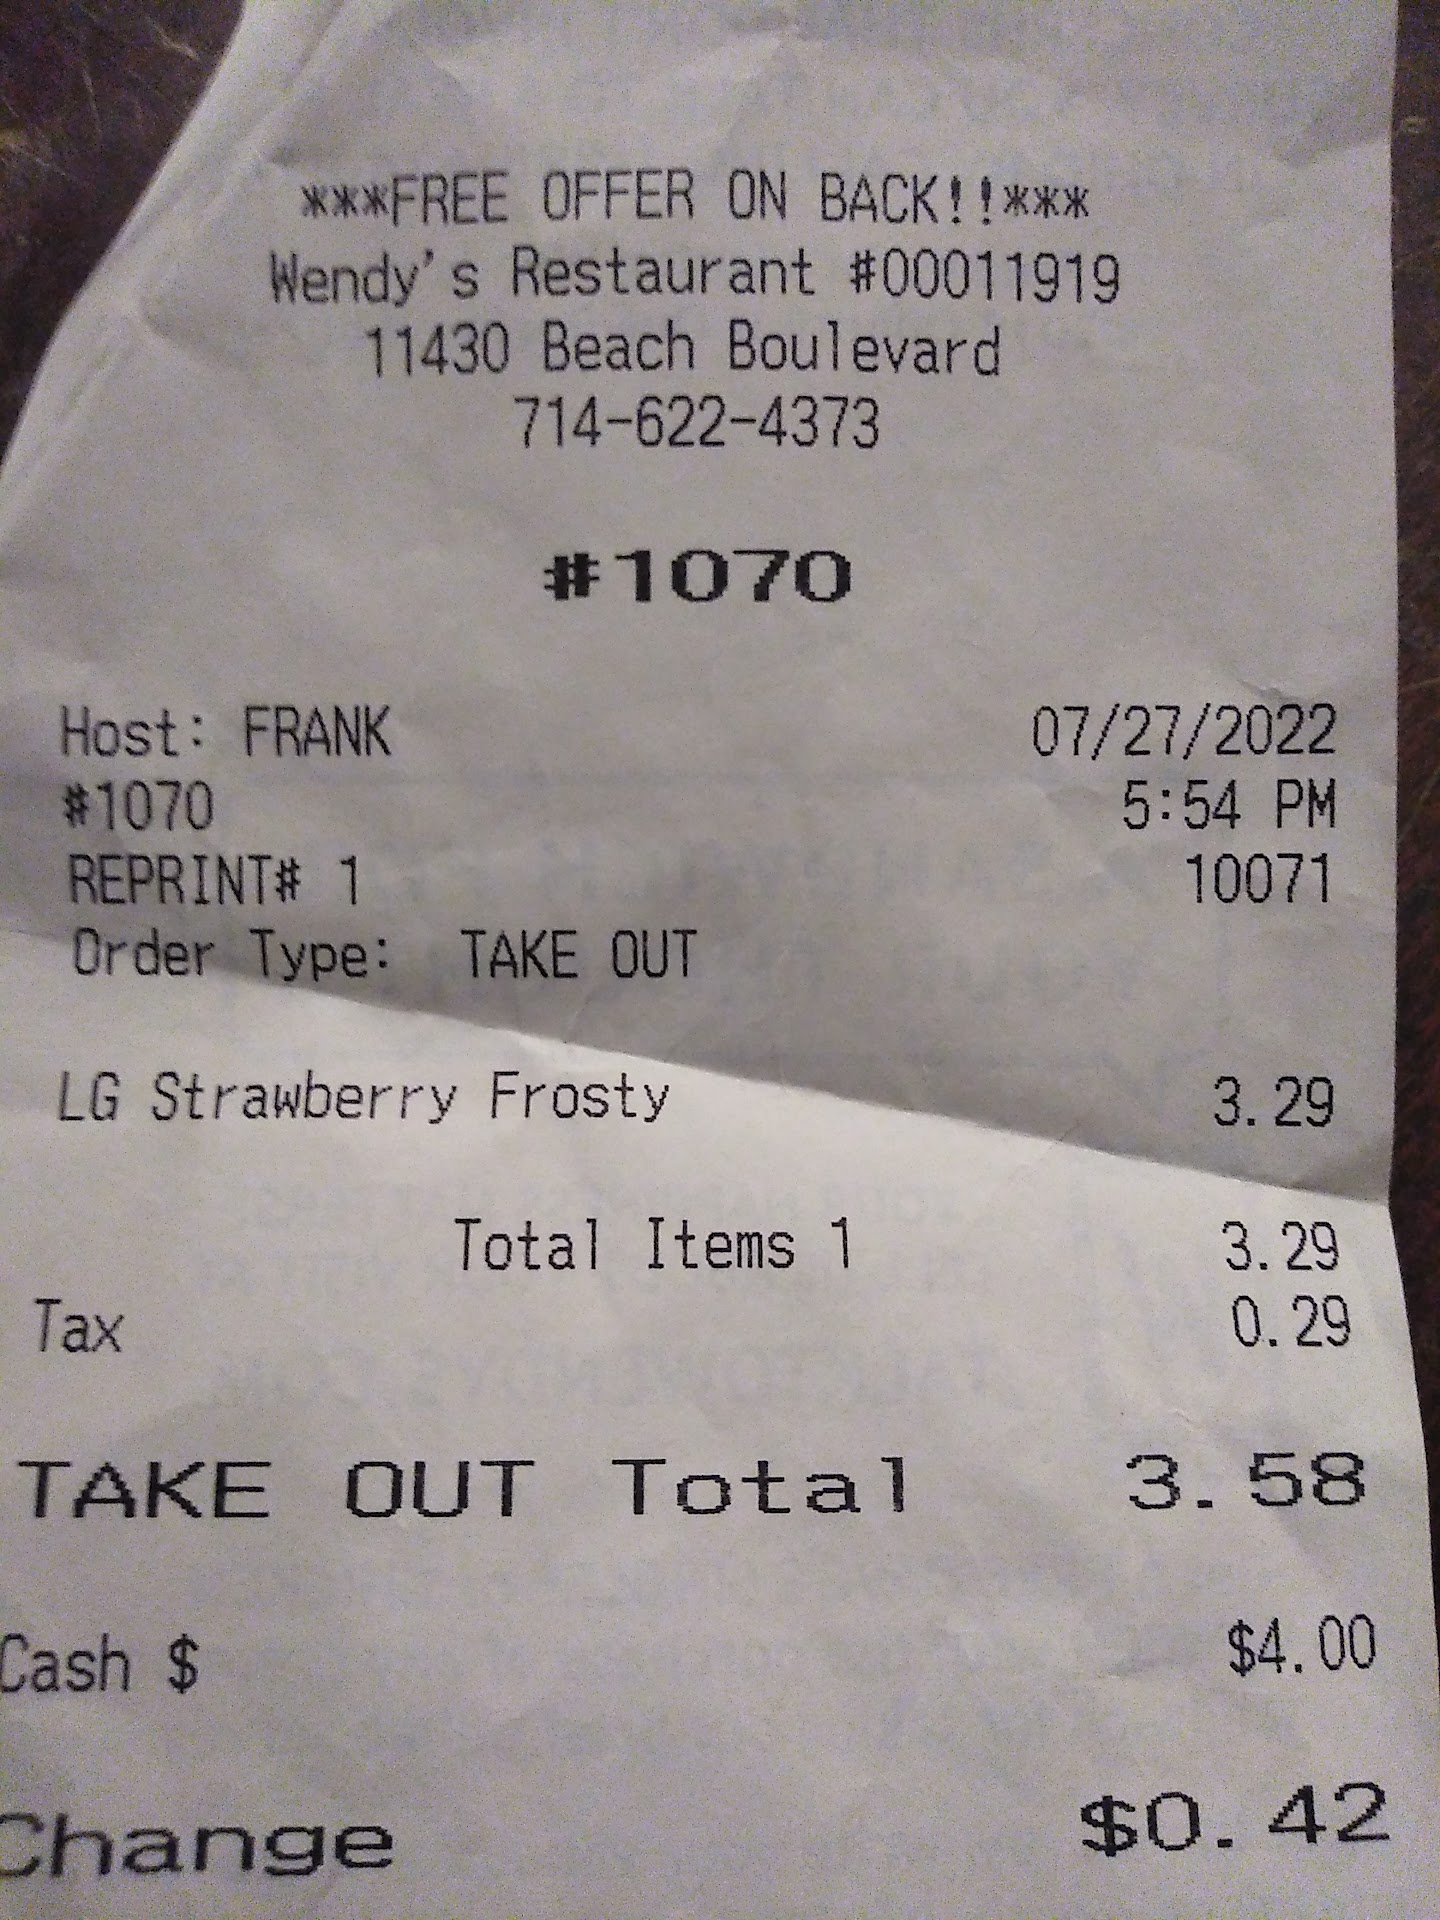 ***FREE OFFER ON BACK!!***
Wendy's Restaurant #00011919
11430 Beach Boulevard
714-622-4373
#1070
Host: FRANK 07/27/2022
#1070 5:54 PM
REPRINT# 1 10071
Order Type: TAKE OUT
LG Strawberry Frosty 3.29
Total Items 1 3.29
Tax 0.29
TAKE OUT Total 3.58
Cash $ $4.00
Change $0.42